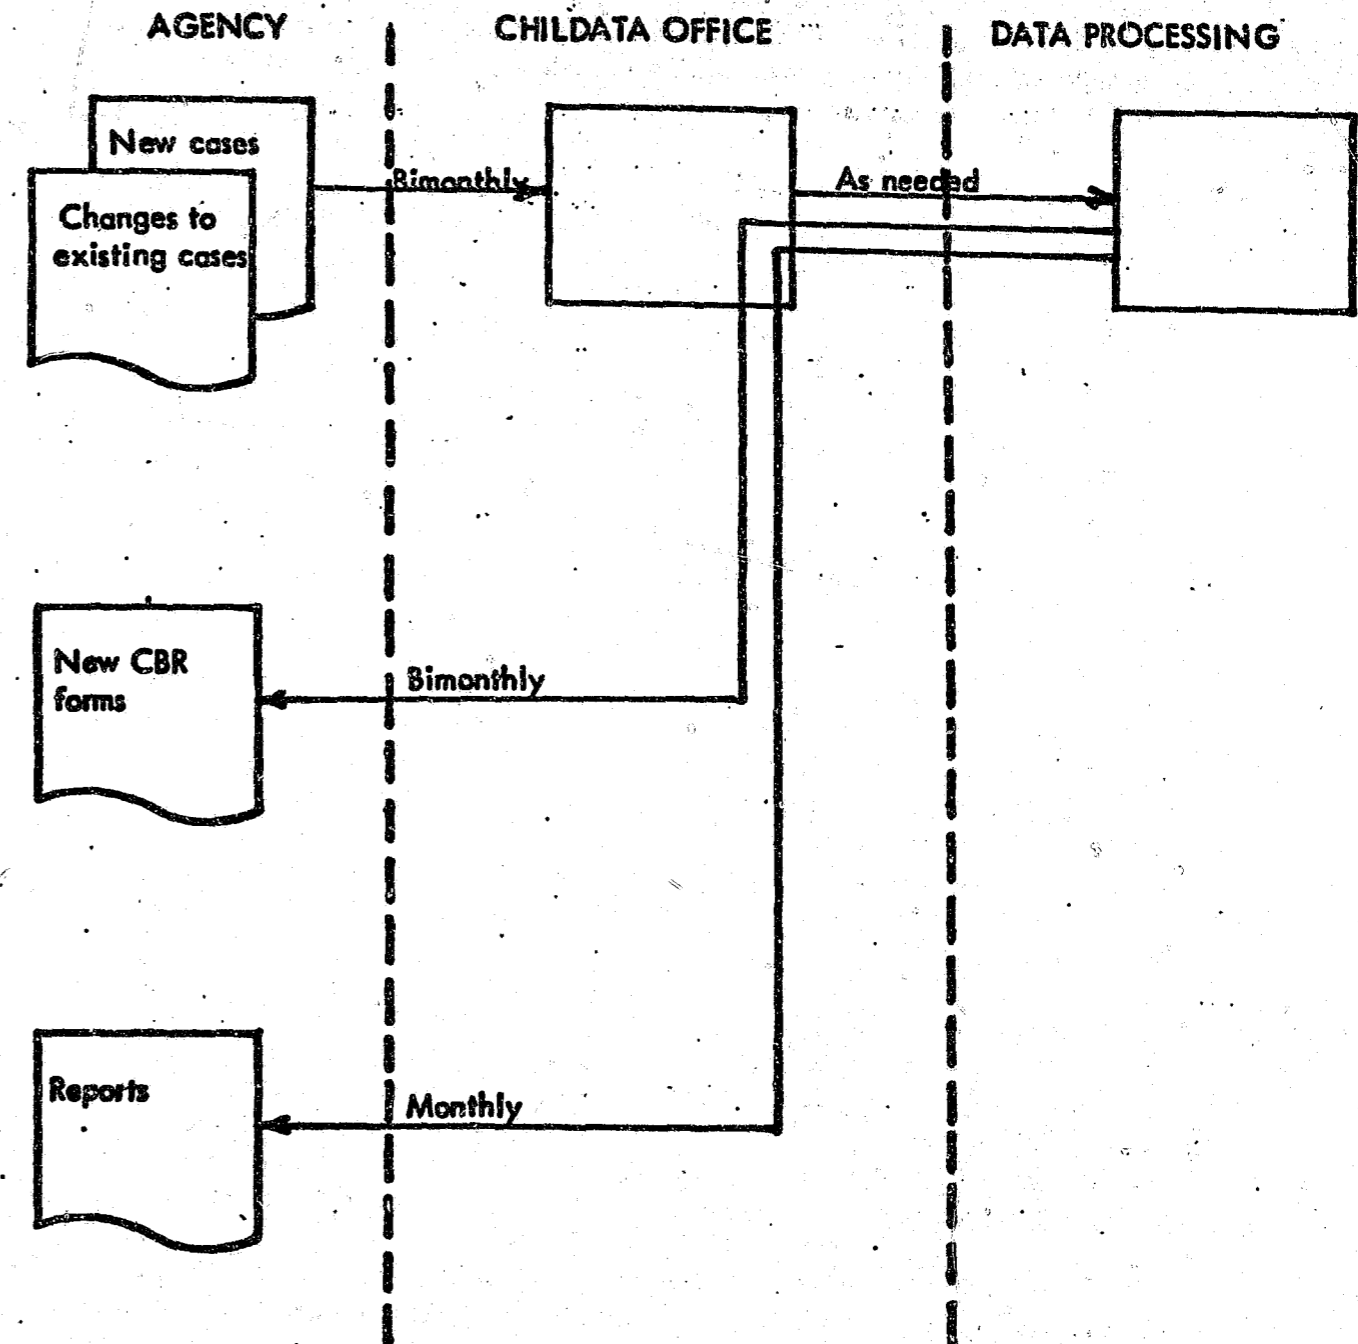 AGENCY
CHILDATA OFFICE
DATA PROCESSING
New cases
Changes to
existing cases
Bimonthly
As needed
New CBR
forms
Bimonthly
Reports
Monthly